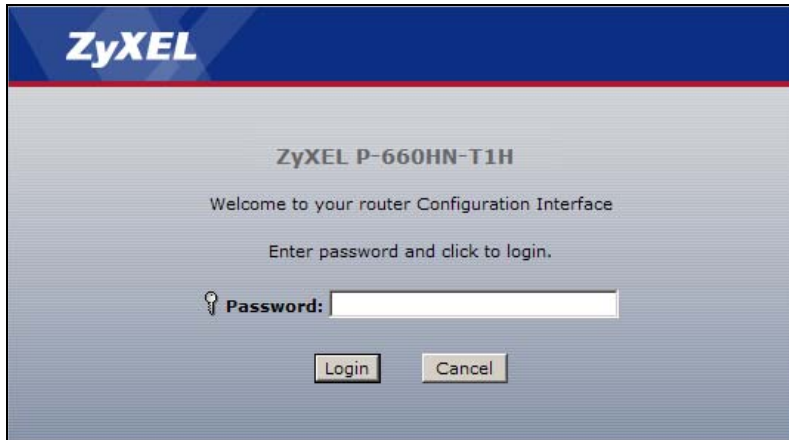 ZyXEL
ZyXEL P-660HN-T1H
Welcome to your router Configuration Interface
Enter password and click to login.
Password:
Login Cancel